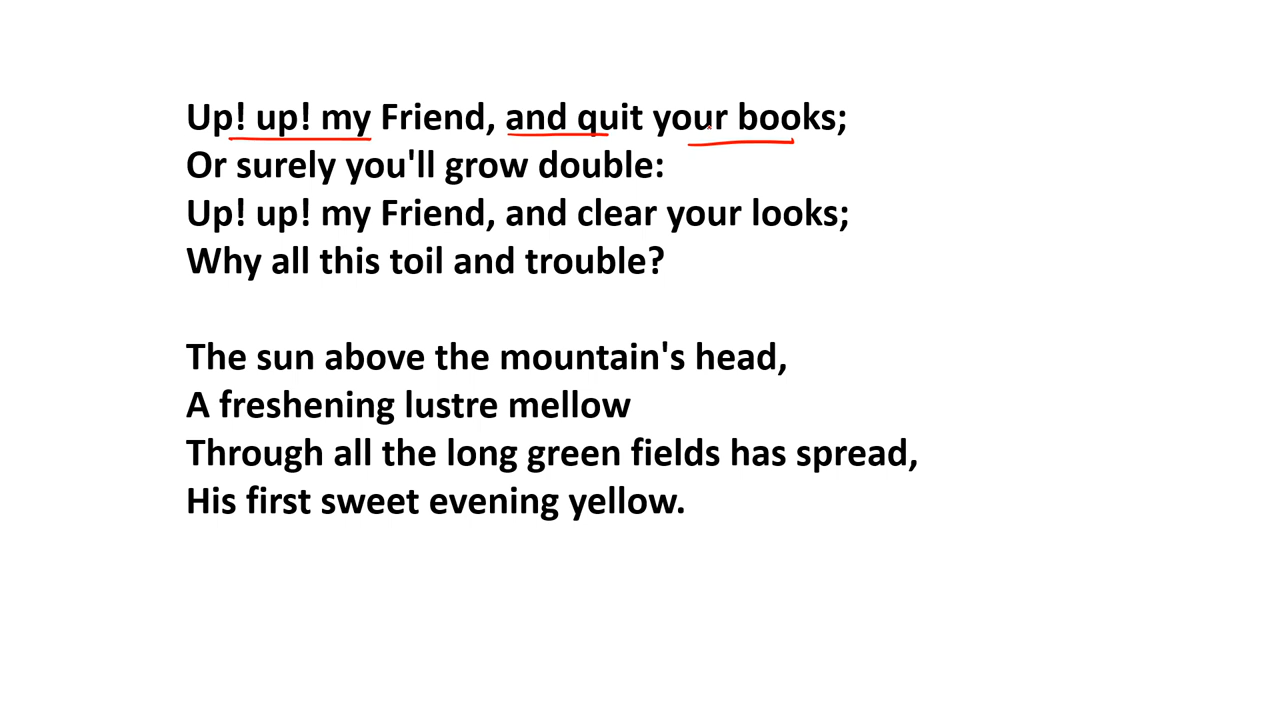 Up! up! my Friend, and quit your books;
Or surely you'll grow double:
Up! up! my Friend, and clear your looks;
Why all this toil and trouble?
The sun above the mountain's head,
A freshening lustre mellow
Through all the long green fields has spread,
His first sweet evening yellow.